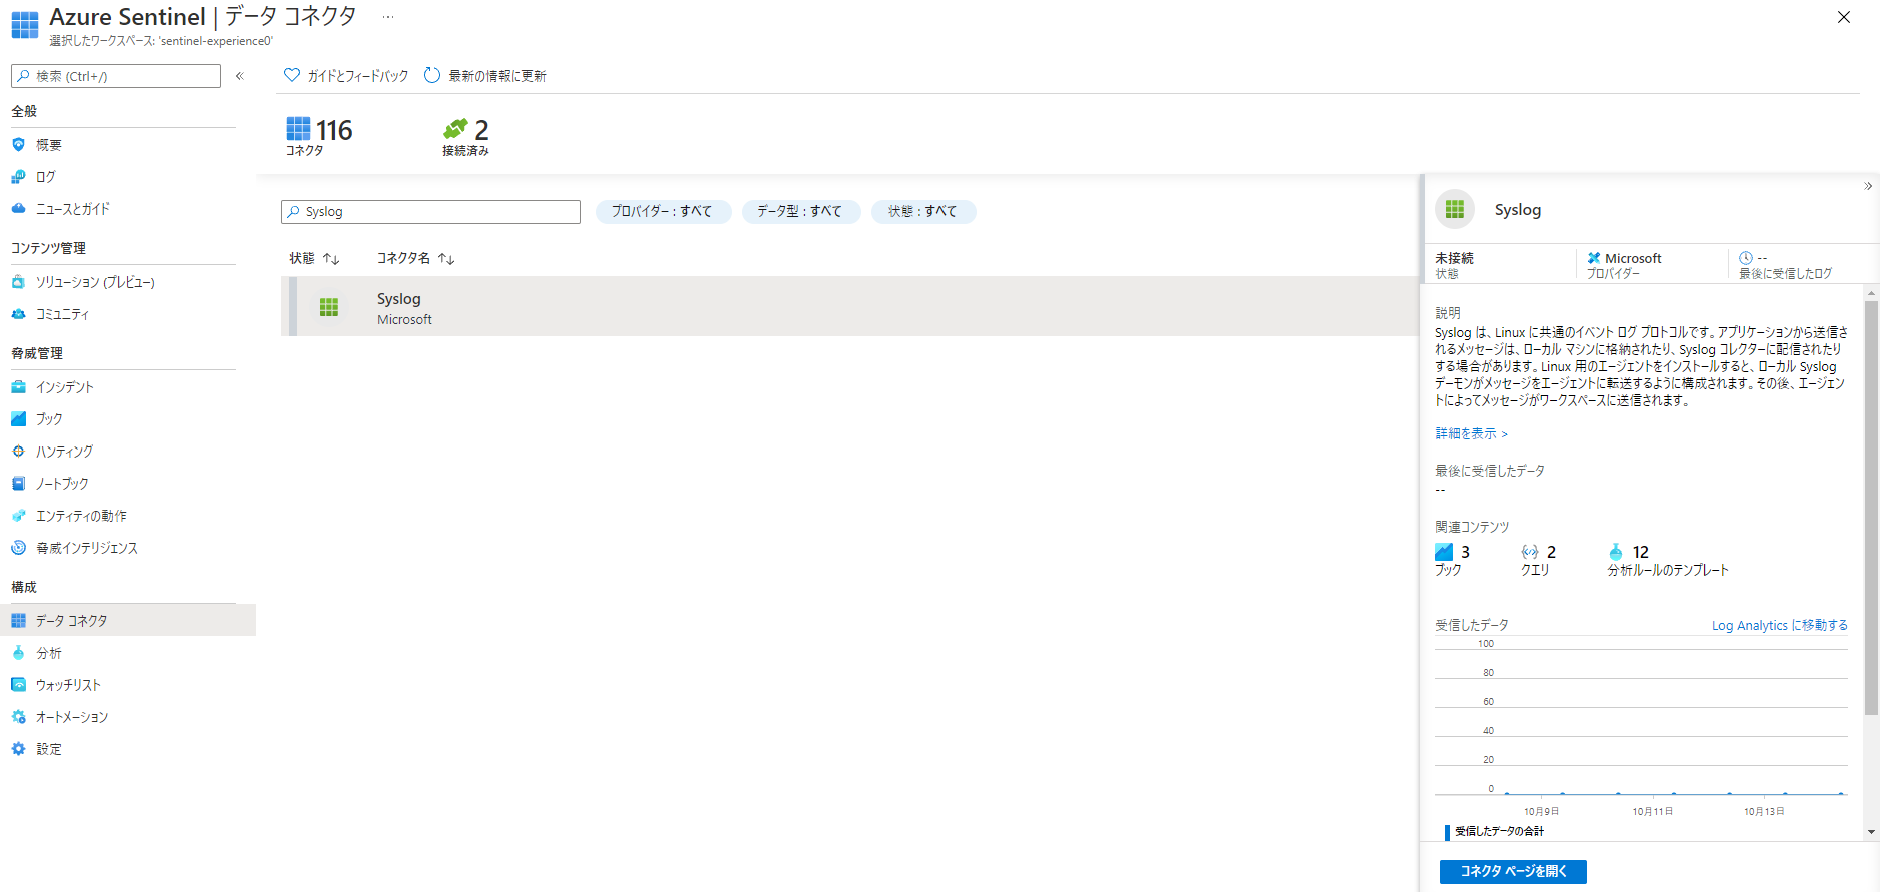 Azure Sentinel | データ コネクタ ...
選択したワークスペース: 'sentinel-experience0'
検索 (Ctrl+/)
全般
概要
ログ
ニュースとガイド
コンテンツ管理
ソリューション (プレビュー)
コミュニティ
脅威管理
インシデント
ブック
ハンティング
ノートブック
エンティティの動作
脅威インテリジェンス
構成
データ コネクタ
分析
ウォッチリスト
オートメーション
設定
ガイドとフィードバック
最新の情報に更新
116
コネクタ
2
接続済み
Syslog
プロバイダー : すべて
データ型 : すべて
状態 : すべて
状態 ↑↓
コネクタ名 ↑↓
Syslog
Microsoft
Syslog
未接続
状態
Microsoft
プロバイダー
--
最後に受信したログ
説明
Syslog は、Linux に共通のイベント ログ プロトコルです。アプリケーションから送信さ
れるメッセージは、ローカル マシンに格納されたり、Syslog コレクターに配信されたり
する場合があります。Linux 用のエージェントをインストールすると、ローカル Syslog
デーモンがメッセージをエージェントに転送するように構成されます。その後、エージェン
トによってメッセージがワークスペースに送信されます。
詳細を表示 >
最後に受信したデータ
--
関連コンテンツ
3
ブック
2
クエリ
12
分析ルールのテンプレート
受信したデータ
Log Analytics に移動する
100
80
60
40
20
0
10月9日
10月11日
10月13日
受信したデータの合計
コネクタ ページを開く